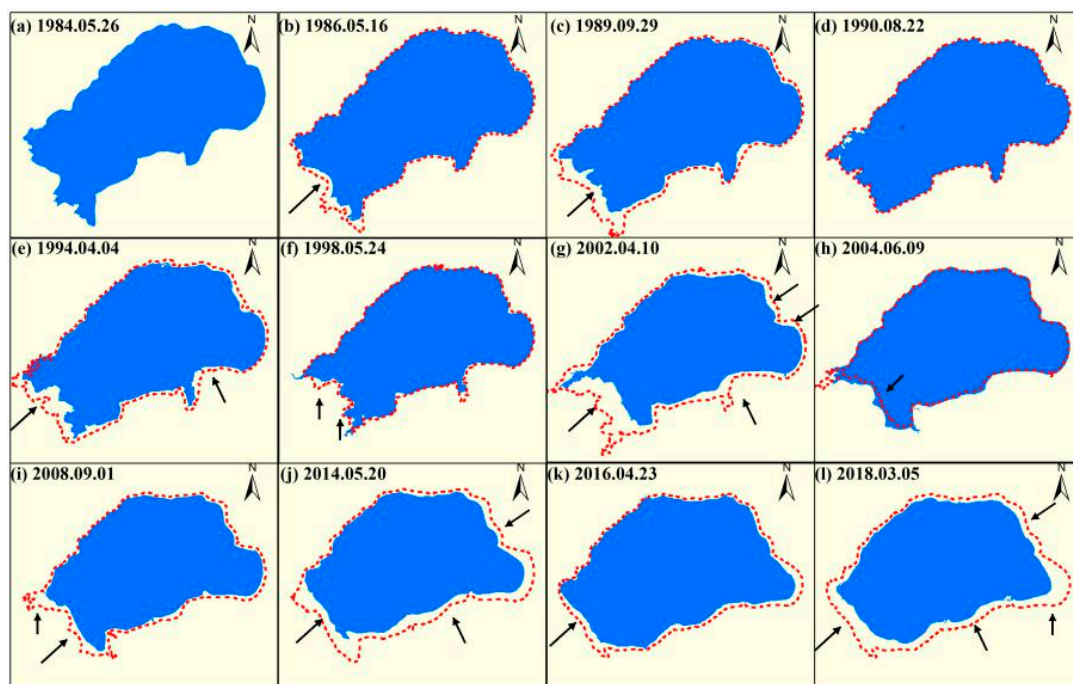 (a) 1984.05.26
N
(b) 1986.05.16
N
(c) 1989.09.29
N
(d) 1990.08.22
N
(e) 1994.04.04
N
(f) 1998.05.24
N
(g) 2002.04.10
N
(h) 2004.06.09
N
(i) 2008.09.01
N
(j) 2014.05.20
N
(k) 2016.04.23
N
(l) 2018.03.05
N